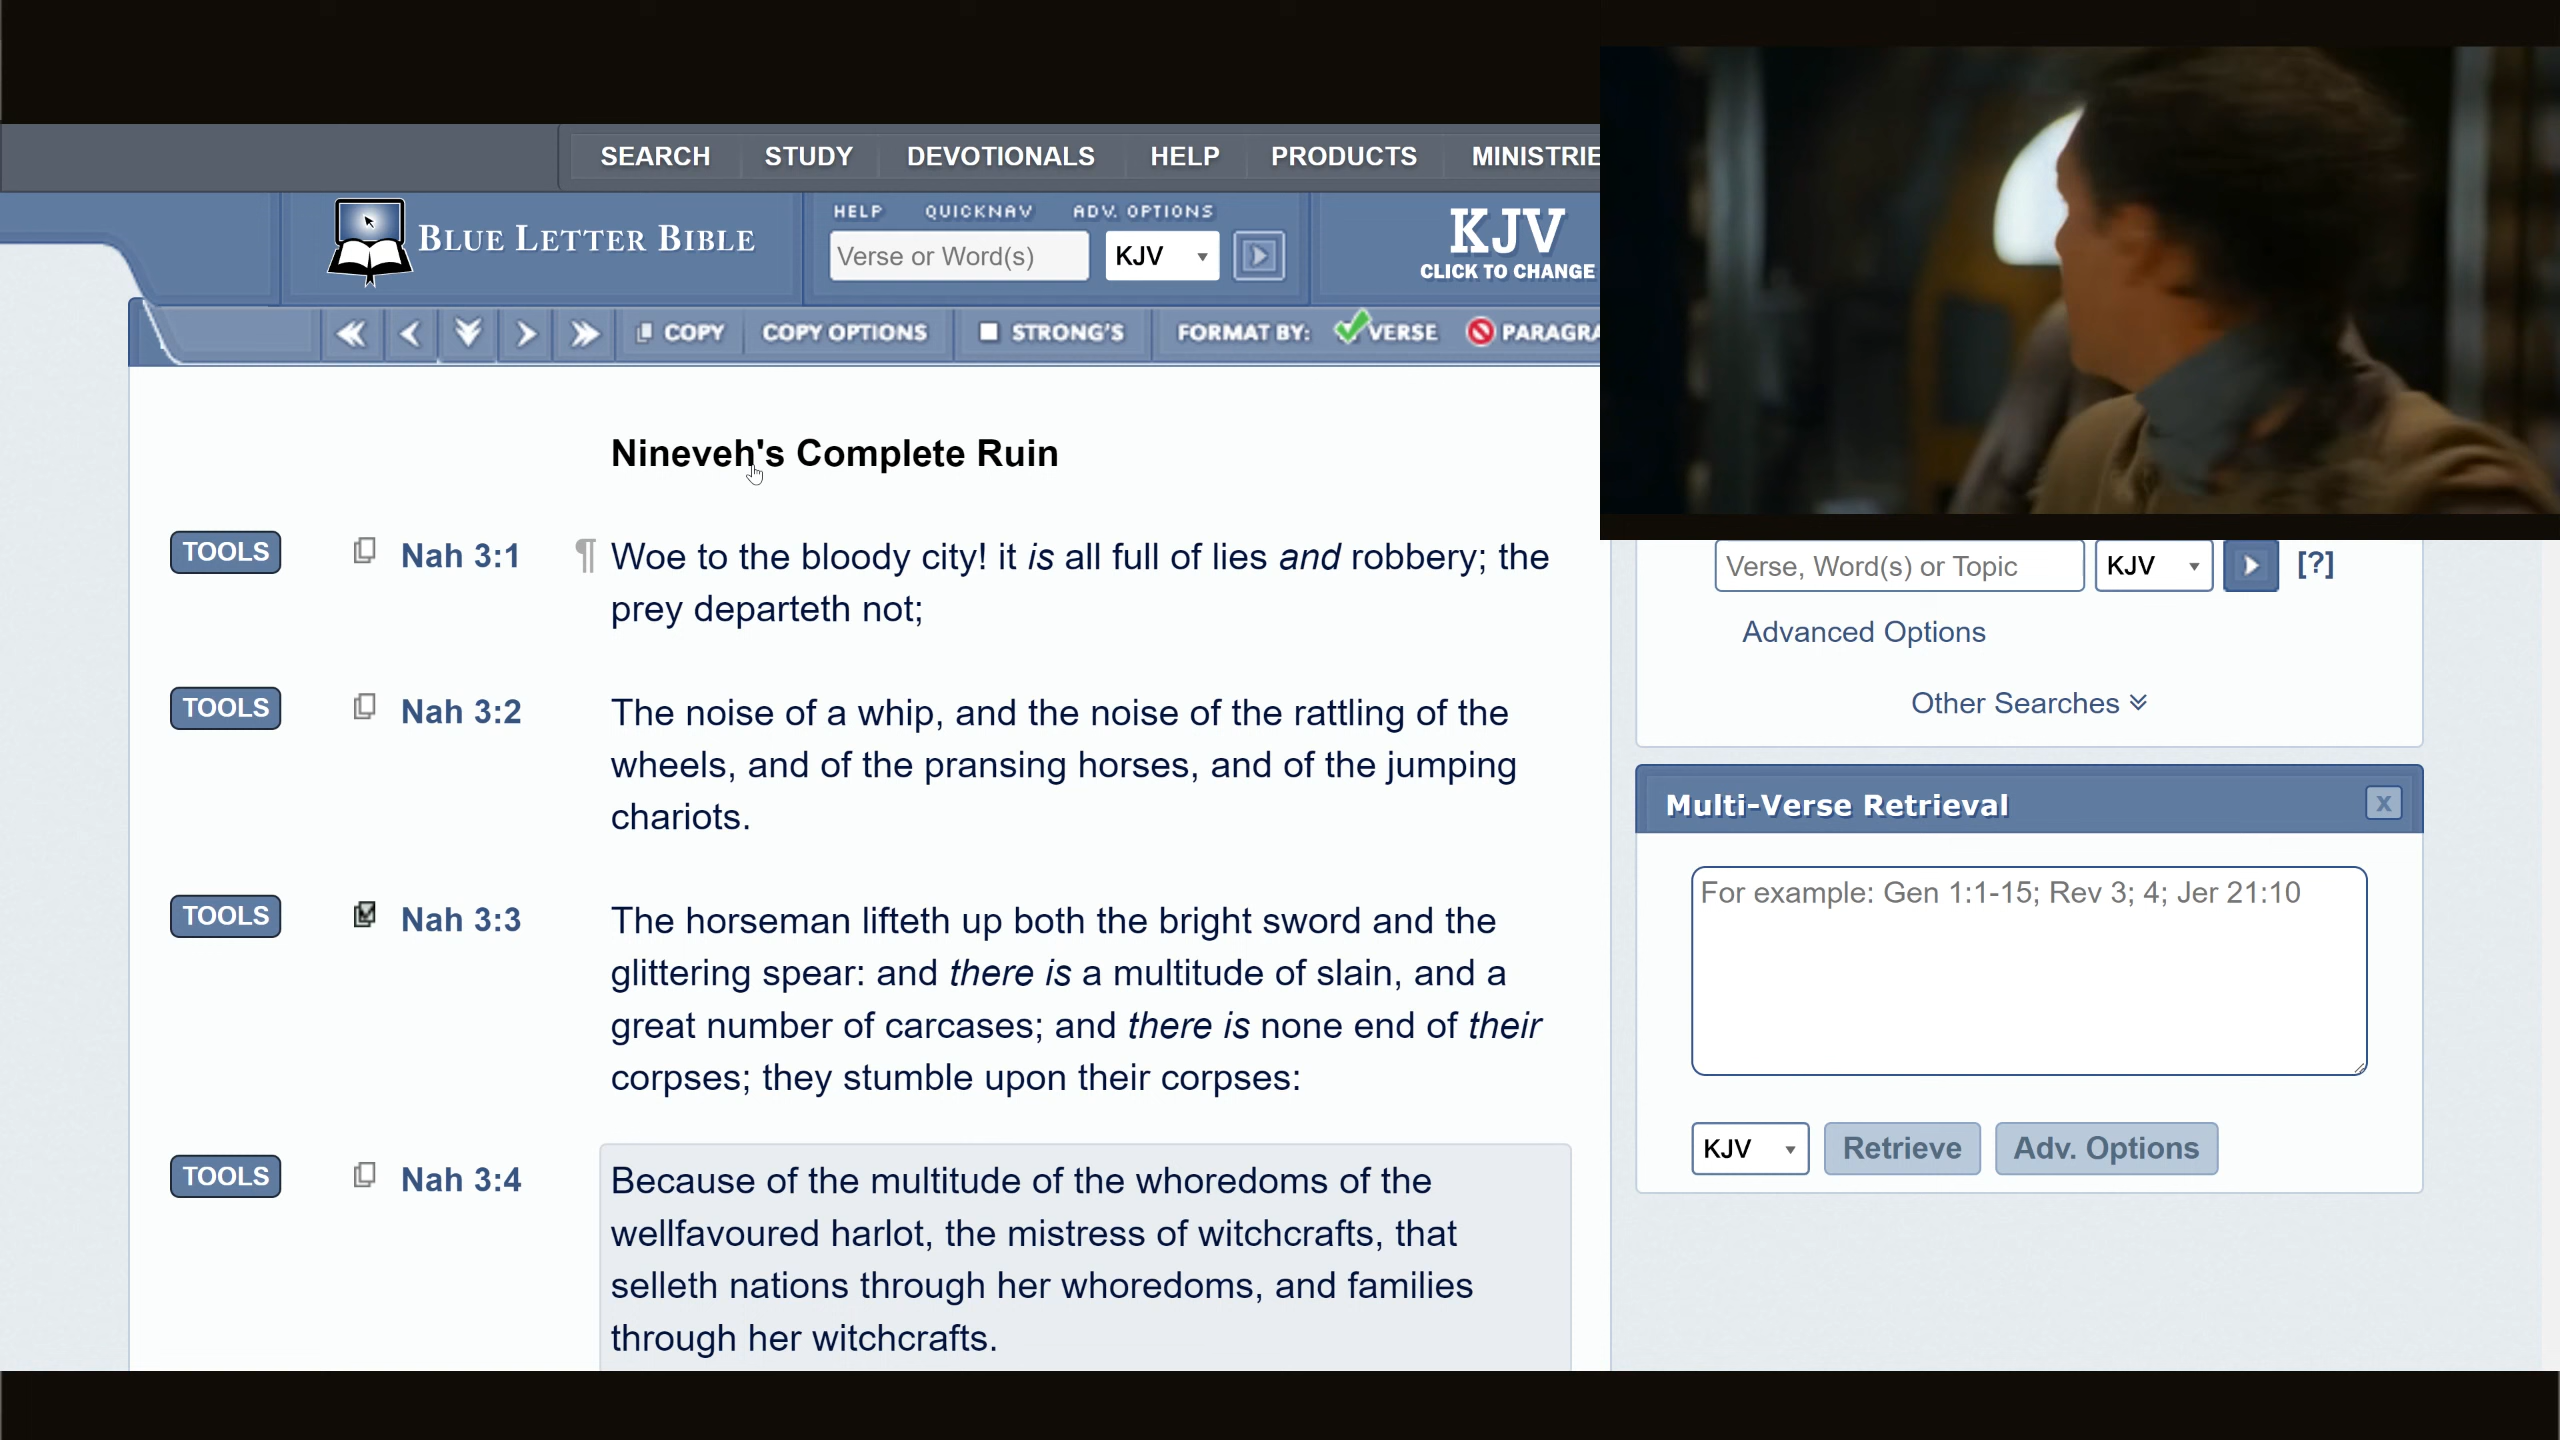 SEARCH STUDY DEVOTIONALS HELP PRODUCTS MINISTRIE
BLUE LETTER BIBLE
HELP QUICKNAV ADV. OPTIONS
Verse or Word(s) KJV
KJV
CLICK TO CHANGE
COPY COPY OPTIONS STRONG'S FORMAT BY: VERSE PARAGRA
Nineveh's Complete Ruin
TOOLS Nah 3:1 ¶ Woe to the bloody city! it is all full of lies and robbery; the
prey departeth not;
TOOLS Nah 3:2 The noise of a whip, and the noise of the rattling of the
wheels, and of the pransing horses, and of the jumping
chariots.
TOOLS Nah 3:3 The horseman lifteth up both the bright sword and the
glittering spear: and there is a multitude of slain, and a
great number of carcases; and there is none end of their
corpses; they stumble upon their corpses:
TOOLS Nah 3:4 Because of the multitude of the whoredoms of the
wellfavoured harlot, the mistress of witchcrafts, that
selleth nations through her whoredoms, and families
through her witchcrafts.
Verse, Word(s) or Topic KJV [?]
Advanced Options
Other Searches
Multi-Verse Retrieval x
For example: Gen 1:1-15; Rev 3; 4; Jer 21:10
KJV Retrieve Adv. Options